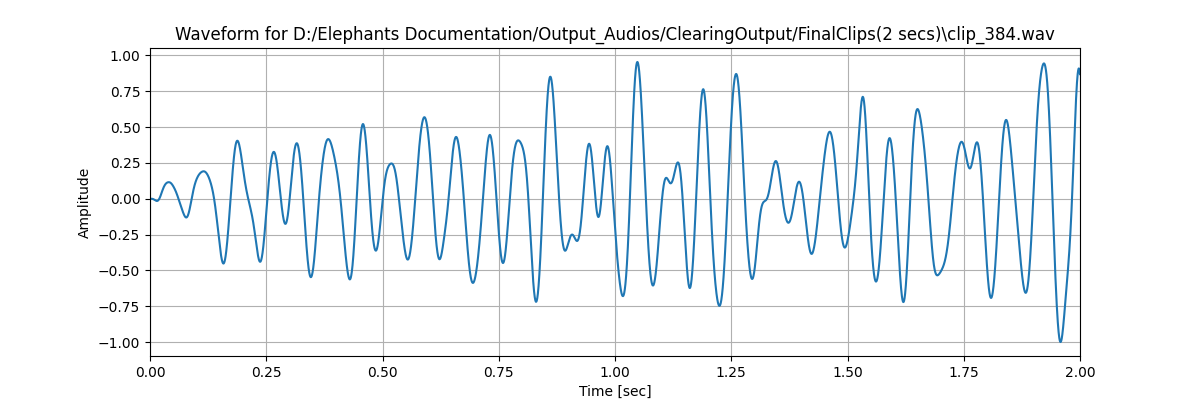 Waveform for D:/Elephants Documentation/Output_Audios/ClearingOutput/FinalClips(2 secs)\clip_384.wav
1.00
0.75
0.50
0.25
0.00
−0.25
−0.50
−0.75
−1.00
Amplitude
0.00 0.25 0.50 0.75 1.00 1.25 1.50 1.75 2.00
Time [sec]